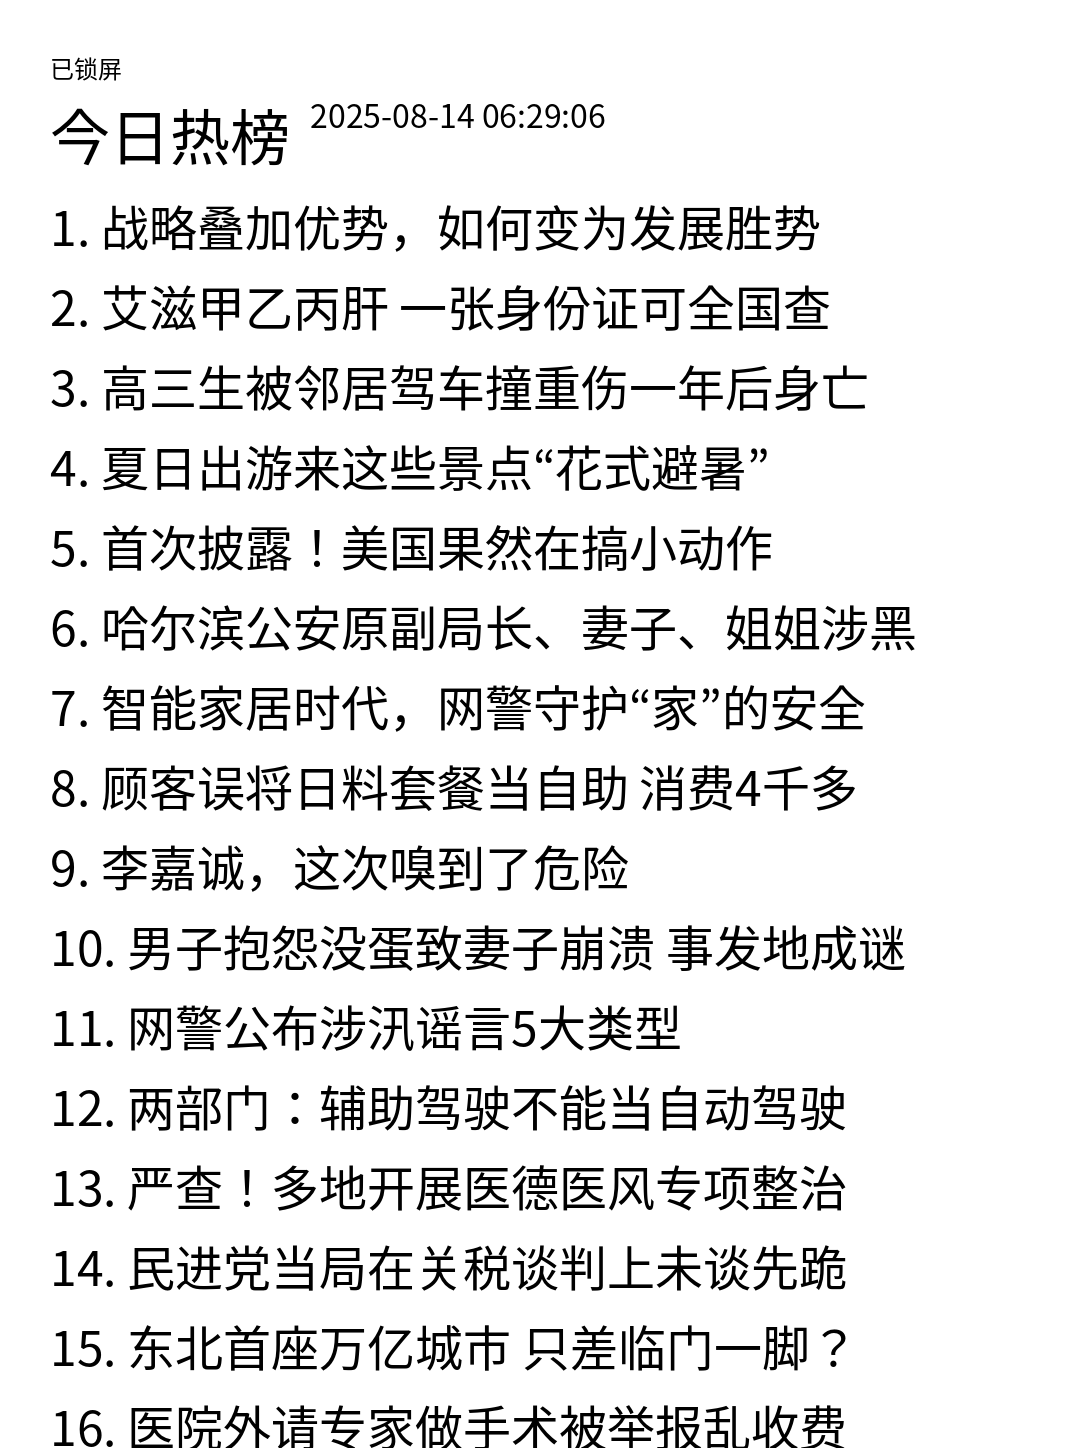 已锁屏
今日热榜 2025-08-14 06:29:06
1. 战略叠加优势，如何变为发展胜势
2. 艾滋甲乙丙肝 一张身份证可全国查
3. 高三生被邻居驾车撞重伤一年后身亡
4. 夏日出游来这些景点“花式避暑”
5. 首次披露！美国果然在搞小动作
6. 哈尔滨公安原副局长、妻子、姐姐涉黑
7. 智能家居时代，网警守护“家”的安全
8. 顾客误将日料套餐当自助 消费4千多
9. 李嘉诚，这次嗅到了危险
10. 男子抱怨没蛋致妻子崩溃 事发地成谜
11. 网警公布涉汛谣言5大类型
12. 两部门：辅助驾驶不能当自动驾驶
13. 严查！多地开展医德医风专项整治
14. 民进党当局在关税谈判上未谈先跪
15. 东北首座万亿城市 只差临门一脚？
16. 医院外请专家做手术被举报乱收费